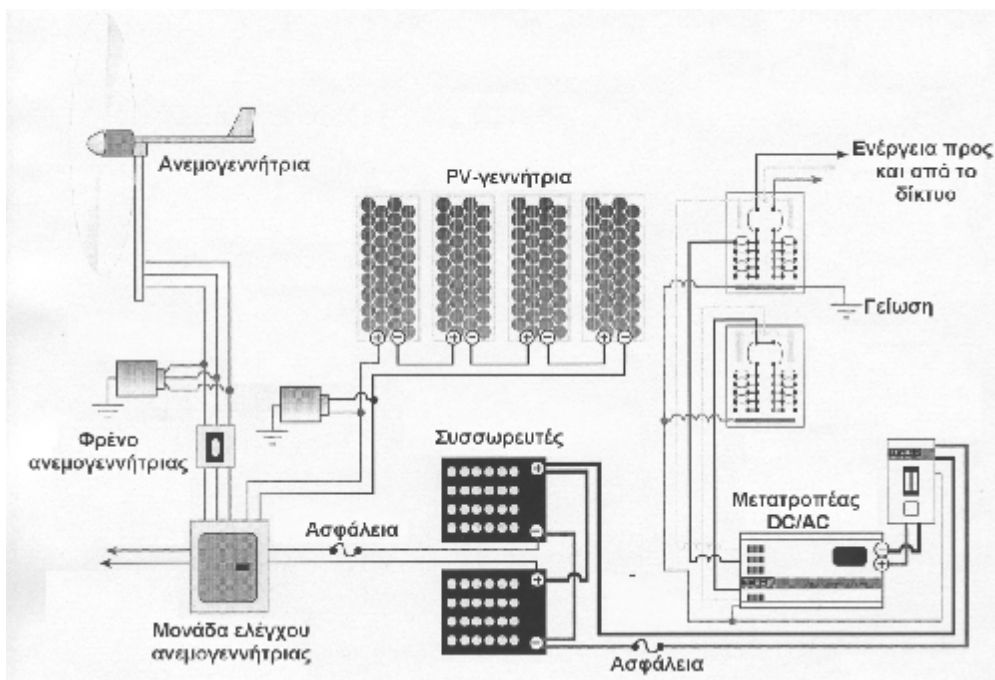 Ανεμογεννήτρια
PV-γεννήτρια
Ενέργεια προς
και από το
δίκτυο
Γείωση
Φρένο
ανεμογεννήτριας
Συσσωρευτές
Μετατροπέας
DC/AC
Ασφάλεια
Μονάδα ελέγχου
ανεμογεννήτριας
Ασφάλεια